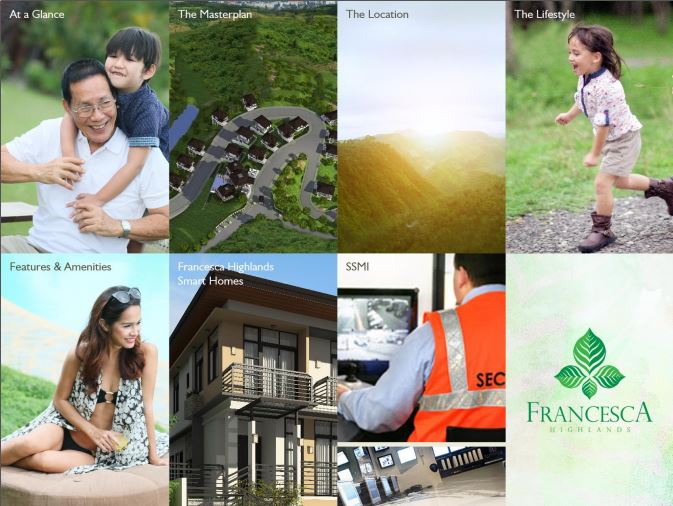 At a Glance
The Masterplan
The Location
The Lifestyle
Features & Amenities
Francesca Highlands
Smart Homes
SSMI
SEC
FRANCESCA
HIGHLANDS